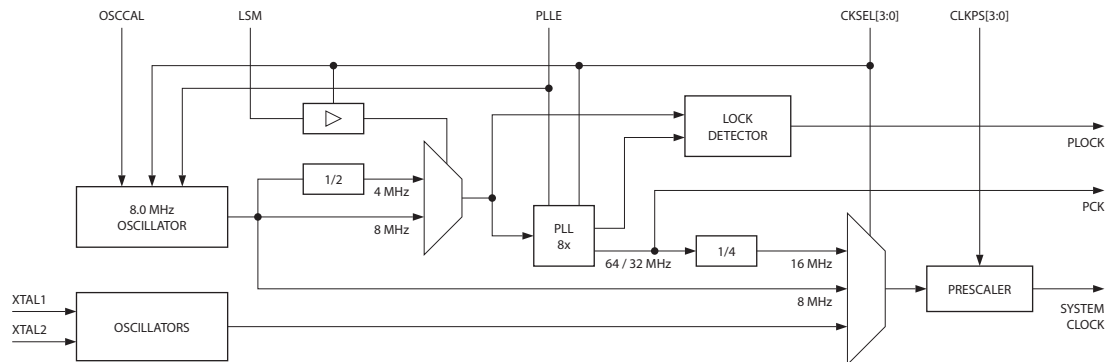 OSCCAL
LSM
PLLE
CKSEL[3:0]
CLKPS[3:0]
LOCK
DETECTOR
PLOCK
1/2
4 MHz
8.0 MHz
OSCILLATOR
8 MHz
PLL
8x
PCK
64 / 32 MHz
1/4
16 MHz
8 MHz
PRESCALER
SYSTEM
CLOCK
XTAL1
XTAL2
OSCILLATORS